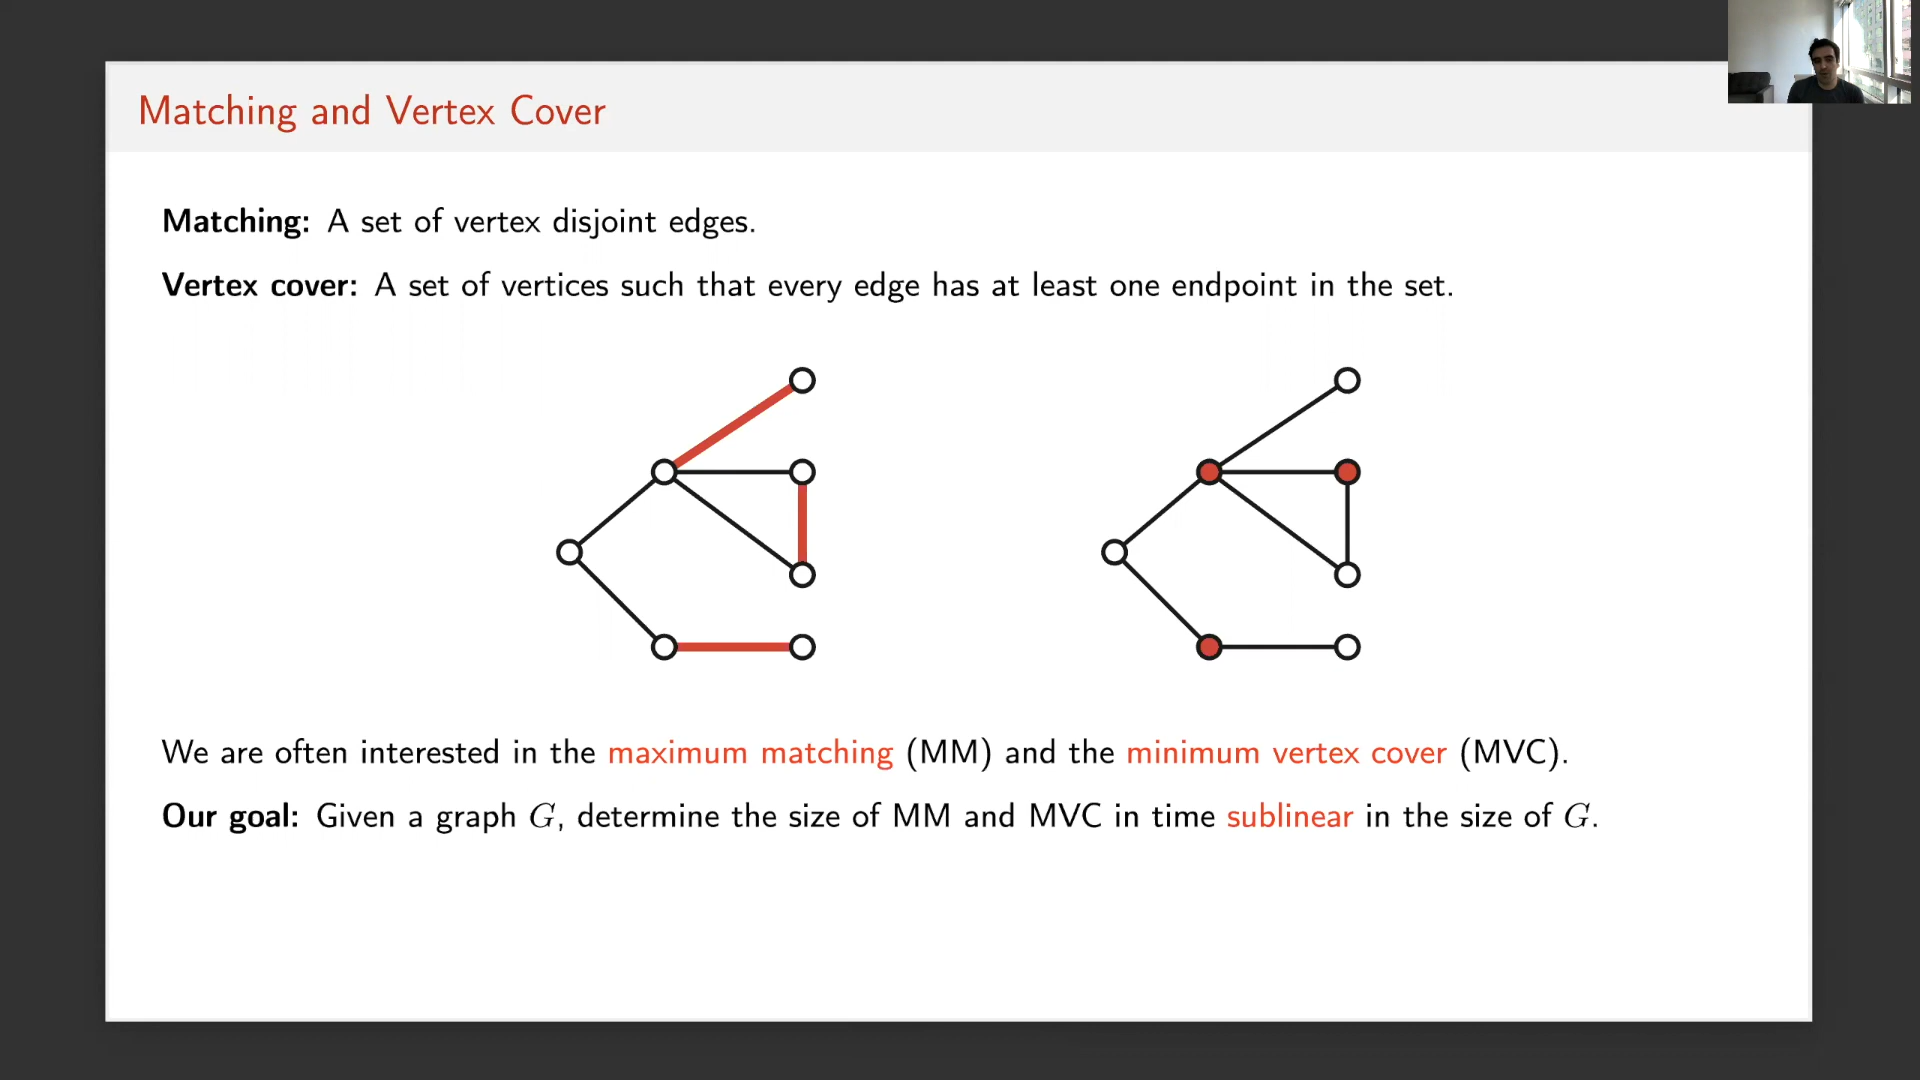 Matching and Vertex Cover
Matching: A set of vertex disjoint edges.
Vertex cover: A set of vertices such that every edge has at least one endpoint in the set.
We are often interested in the maximum matching (MM) and the minimum vertex cover (MVC).
Our goal: Given a graph G, determine the size of MM and MVC in time sublinear in the size of G.